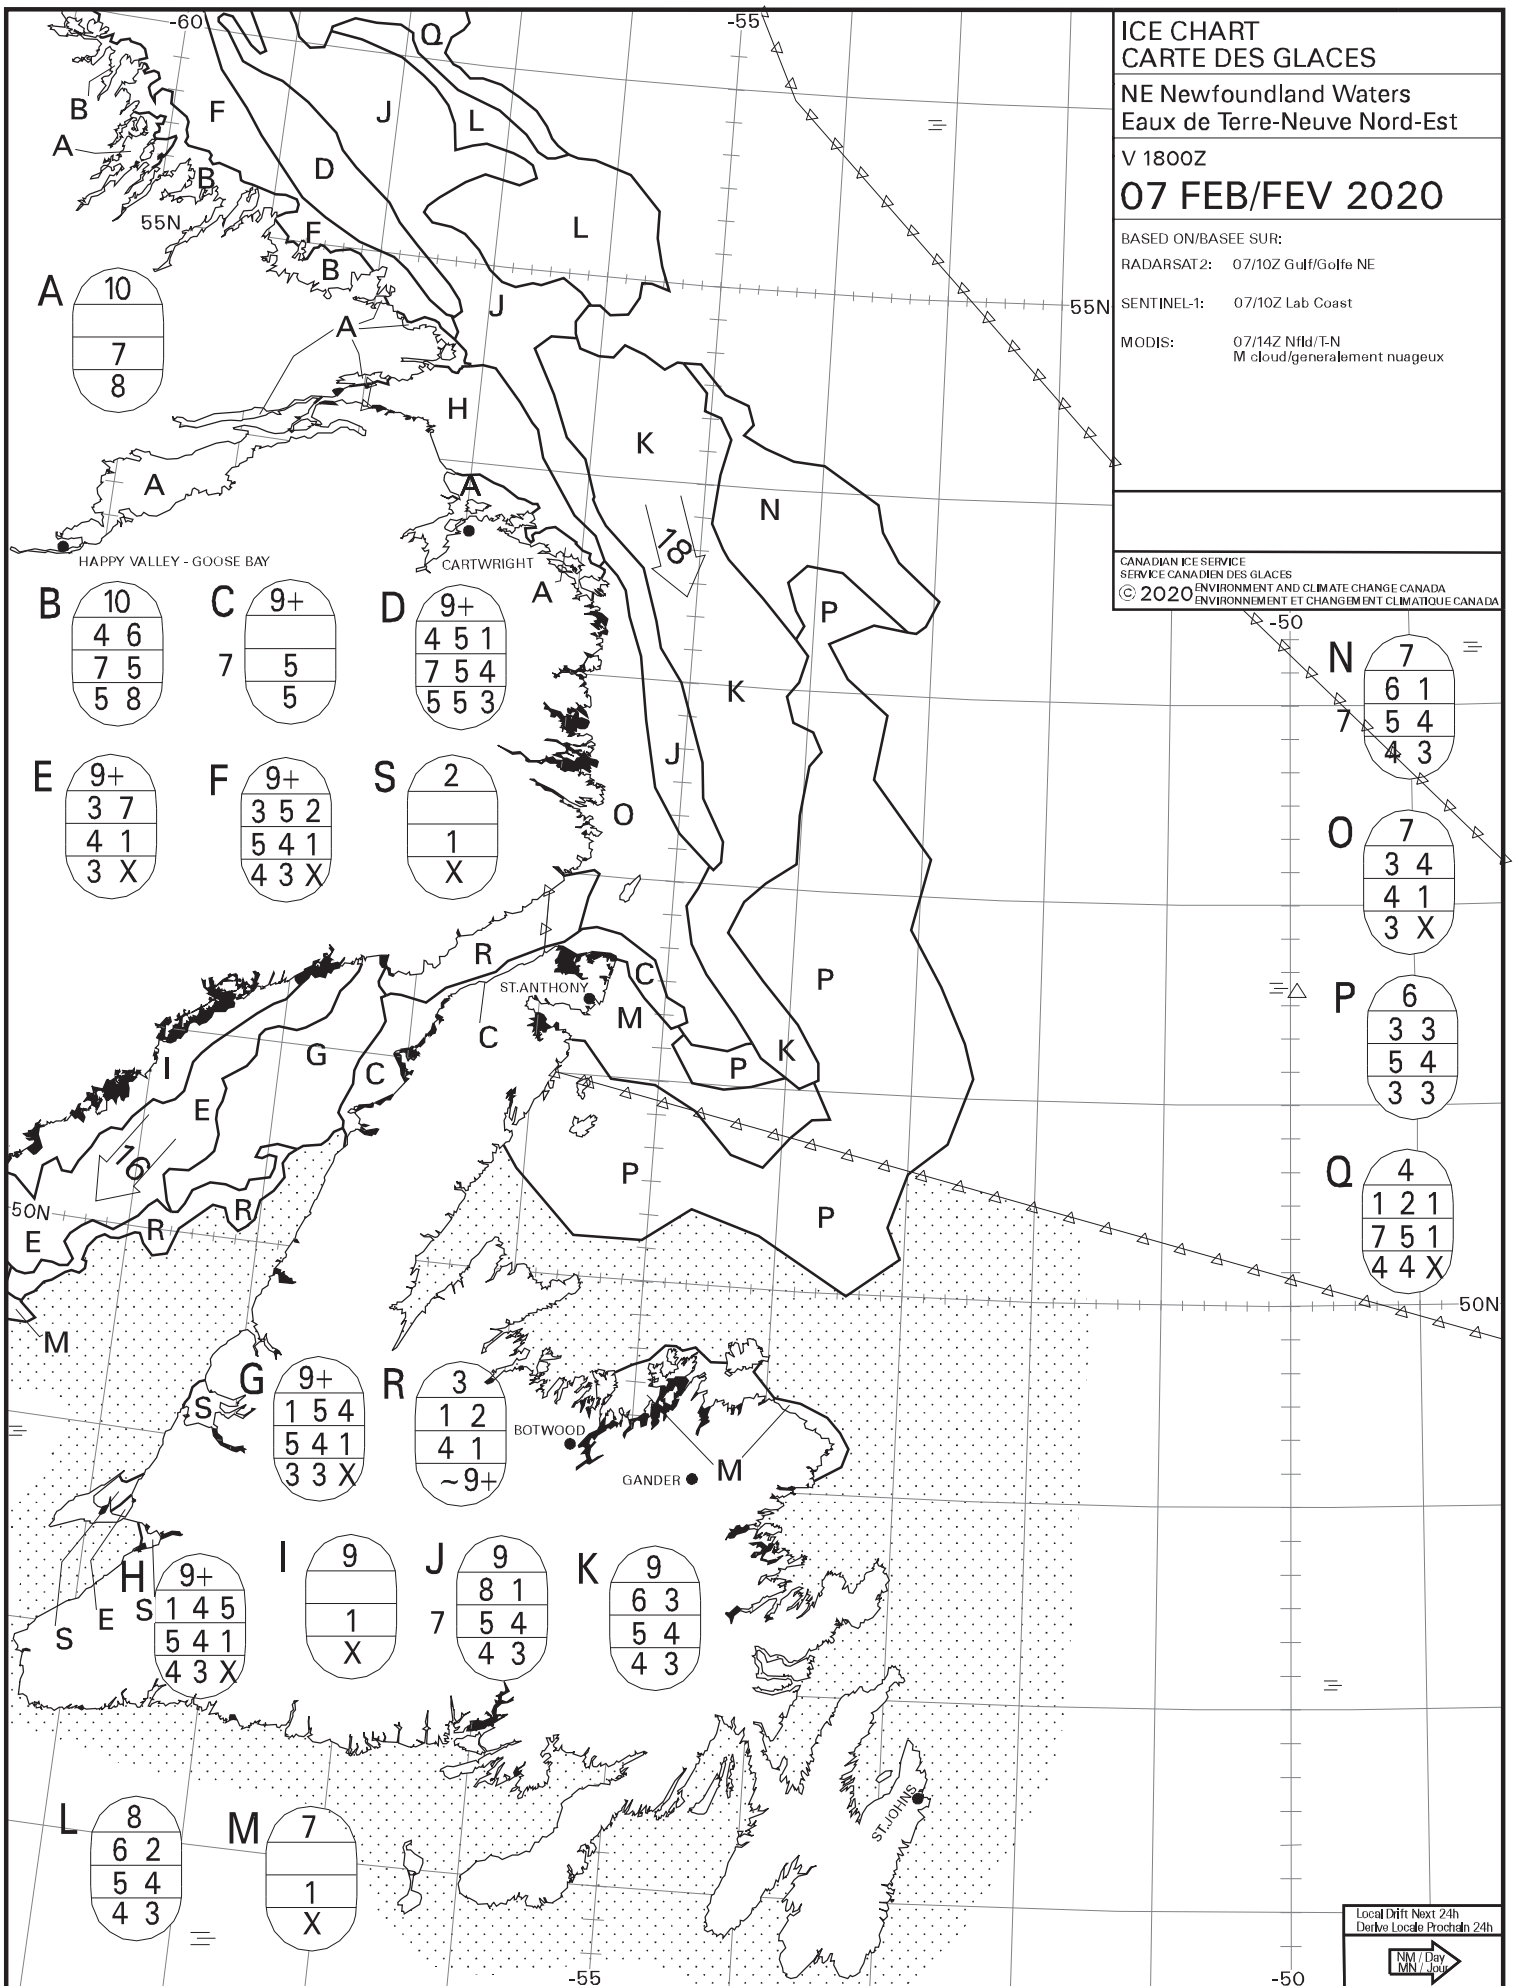 -60
-55
ICE CHART
CARTE DES GLACES
NE Newfoundland Waters
Eaux de Terre-Neuve Nord-Est
V 1800Z
07 FEB/FEV 2020
BASED ON/BASEE SUR:
RADARSAT2: 07/10Z Gulf/Golfe NE
SENTINEL-1: 07/10Z Lab Coast
MODIS: 07/14Z Nfld/T-N
M cloud/generalement nuageux
CANADIAN ICE SERVICE
SERVICE CANADIEN DES GLACES
© 2020 ENVIRONMENT AND CLIMATE CHANGE CANADA
ENVIRONNEMENT ET CHANGEMENT CLIMATIQUE CANADA
Q
J
L
F
B
A
D
B
55N
F
L
B
J
55N
A
A
10
7
8
H
K
A
A
N
18
HAPPY VALLEY - GOOSE BAY
CARTWRIGHT
A
P
-50
B
10
4 6
7 5
5 8
C
9+
7 5
5
D
9+
4 5 1
7 5 4
5 5 3
N
7
6 1
7 5 4
4 3
K
J
E
9+
3 7
4 1
3 X
F
9+
3 5 2
5 4 1
4 3 X
S
2
1
X
O
O
7
3 4
4 1
3 X
R
C
P
ST.ANTHONY
M
C
P
6
3 3
5 4
3 3
I
G
C
P
K
E
16
P
P
Q
4
1 2 1
7 5 1
4 4 X
50N
R
R
E
50N
M
G
9+
1 5 4
5 4 1
3 3 X
R
3
1 2
4 1
~9+
S
BOTWOOD
GANDER
M
H
9+
1 4 5
5 4 1
4 3 X
I
9
1
X
J
9
8 1
7 5 4
4 3
K
9
6 3
5 4
4 3
S
E
S
ST.JOHNS
L
8
6 2
5 4
4 3
M
7
1
X
Local Drift Next 24h
Derive Locale Prochain 24h
NM / Day
MN / Jour
-55
-50